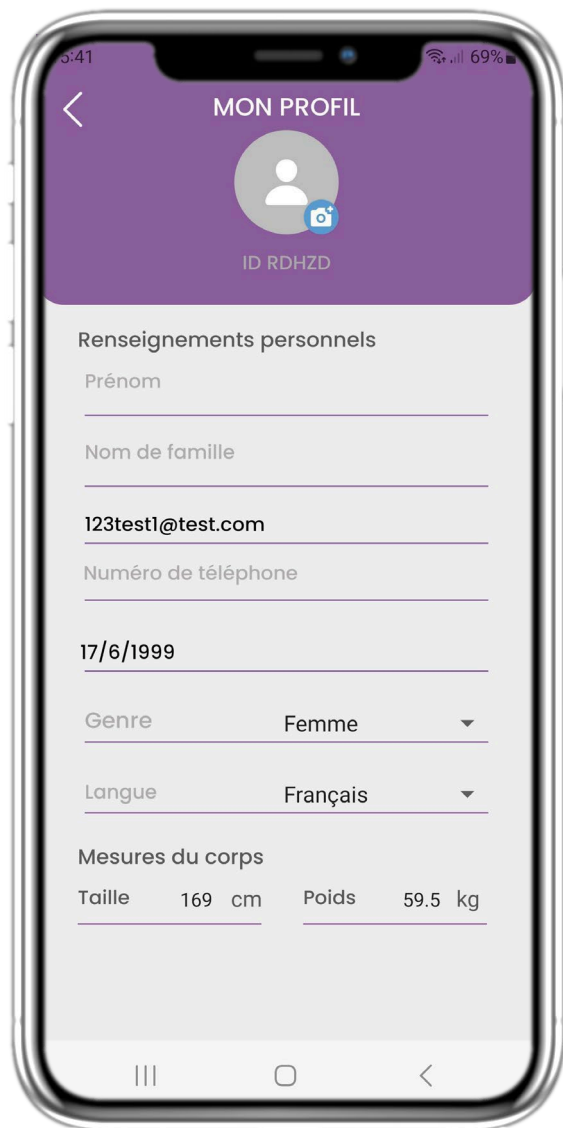 5:41 69%
MON PROFIL
ID RDHZD
Renseignements personnels
Prénom
Nom de famille
123test1@test.com
Numéro de téléphone
17/6/1999
Genre Femme
Langue Français
Mesures du corps
Taille 169 cm Poids 59.5 kg